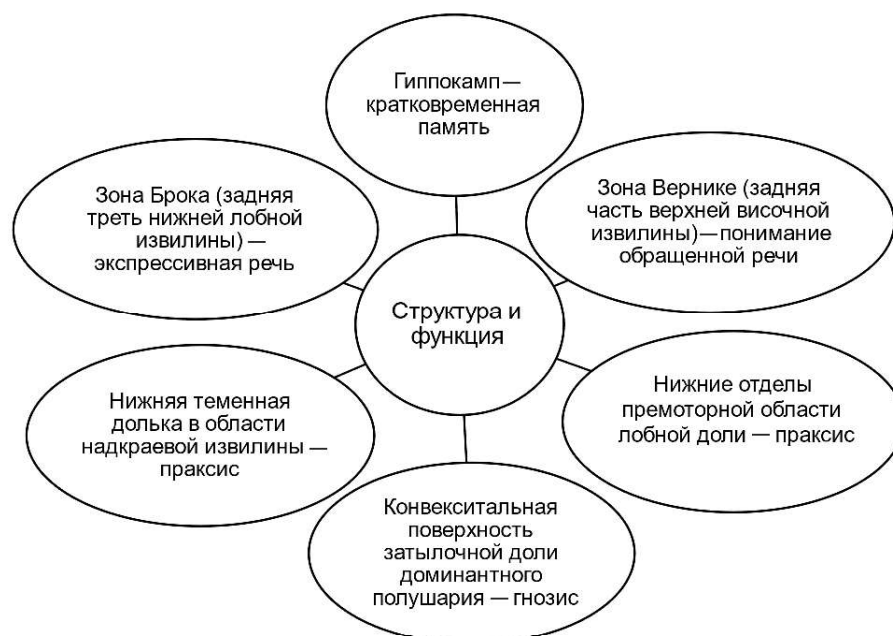 Гиппокамп—
кратковременная
память
Зона Брока (задняя
треть нижней лобной
извилины) —
экспрессивная речь
Зона Вернике (задняя
часть верхней височной
извилины)—понимание
обращенной речи
Структура и
функция
Нижняя теменная
долька в области
надкраевой извилины —
праксис
Нижние отделы
премоторной области
лобной доли — праксис
Конвекситальная
поверхность
затылочной доли
доминантного
полушария — гнозис